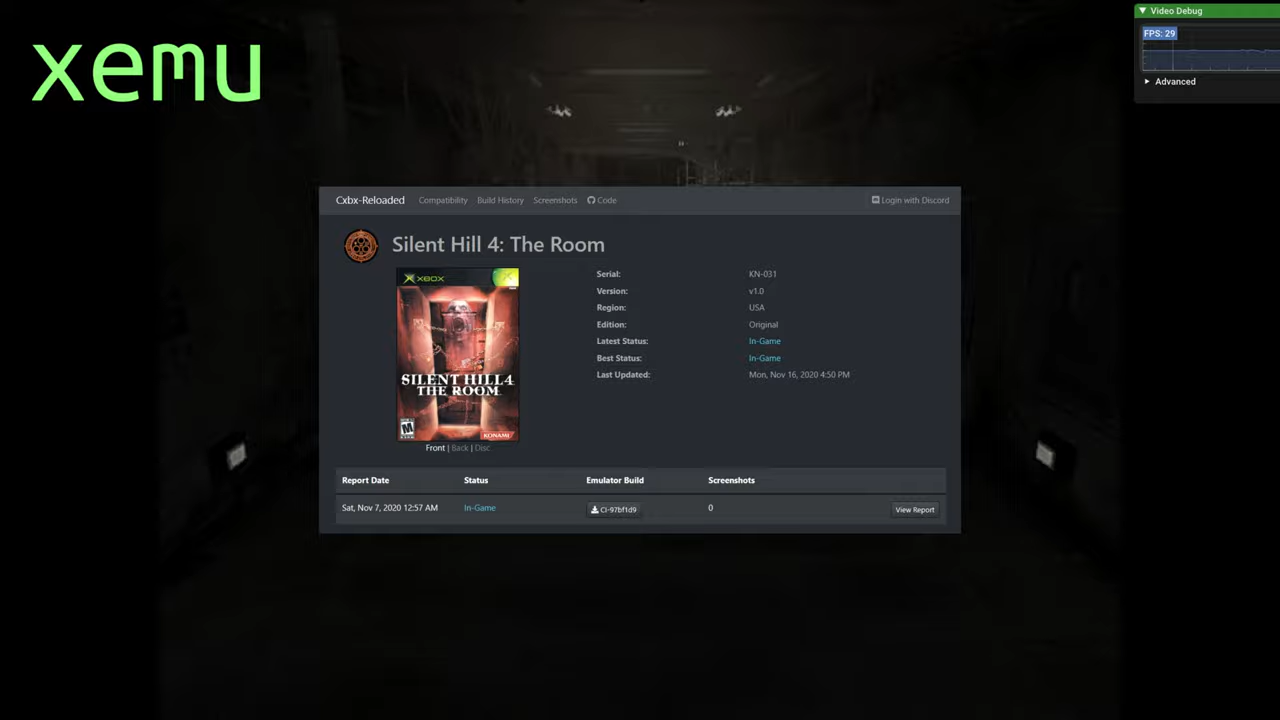 xemu
Video Debug
FPS: 29
Advanced
Cxbx-Reloaded Compatibility Build History Screenshots Code Login with Discord
Silent Hill 4: The Room
XBOX
SILENT HILL 4
THE ROOM
M
KONAMI
Front | Back | Disc
Serial: KN-031
Version: v1.0
Region: USA
Edition: Original
Latest Status: In-Game
Best Status: In-Game
Last Updated: Mon, Nov 16, 2020 4:50 PM
Report Date Status Emulator Build Screenshots
Sat, Nov 7, 2020 12:57 AM In-Game CI-97bf1d9 0 View Report